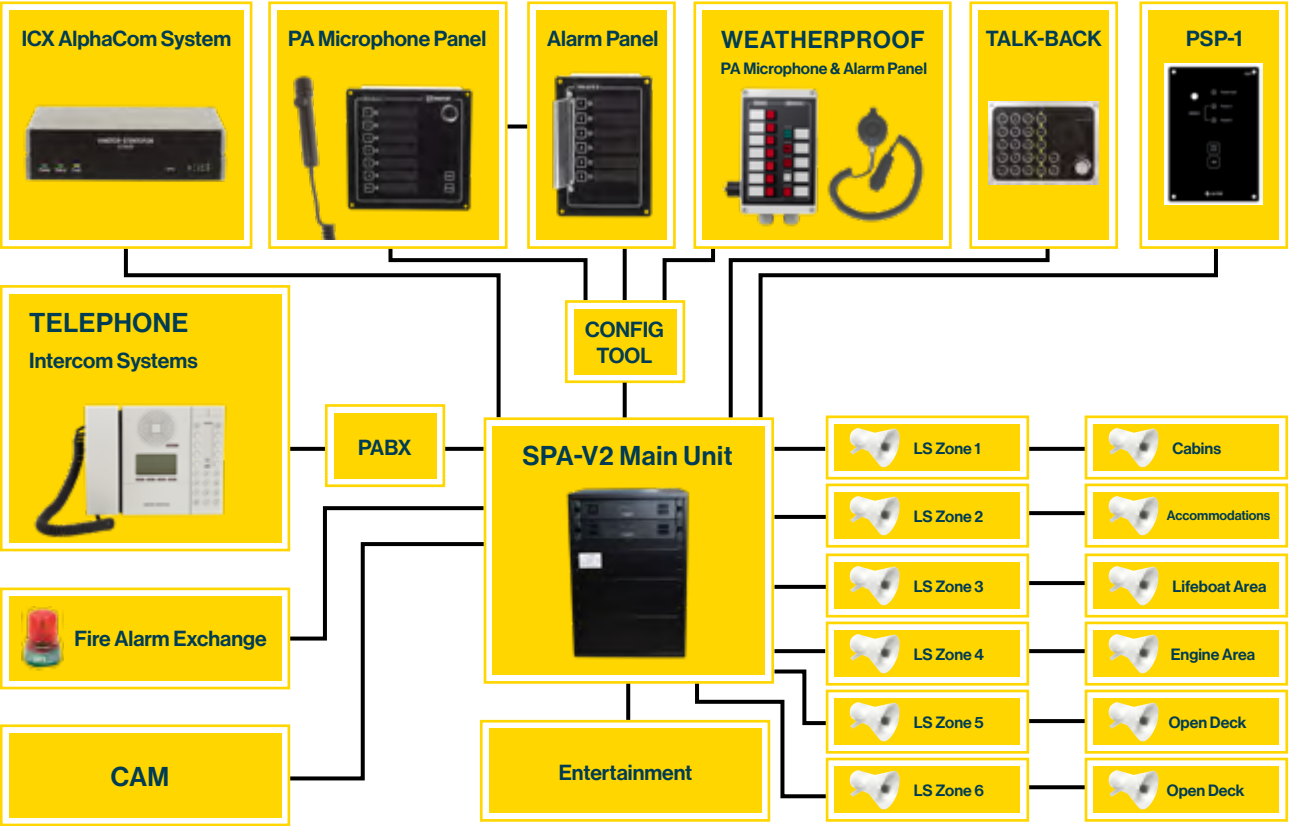 ICX AlphaCom System
PA Microphone Panel
Alarm Panel
WEATHERPROOF
PA Microphone & Alarm Panel
TALK-BACK
PSP-1
TELEPHONE
Intercom Systems
CONFIG
TOOL
PABX
SPA-V2 Main Unit
LS Zone 1
Cabins
LS Zone 2
Accommodations
LS Zone 3
Lifeboat Area
Fire Alarm Exchange
LS Zone 4
Engine Area
LS Zone 5
Open Deck
CAM
Entertainment
LS Zone 6
Open Deck